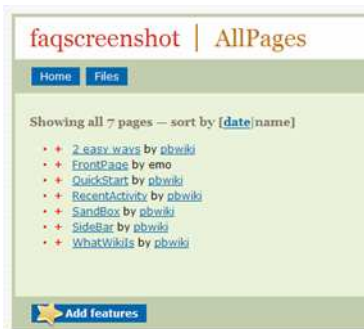 faqscreenshot | AllPages
Home Files
Showing all 7 pages — sort by [date|name]
+ 2 easy ways by pbwiki
+ FrontPage by emo
+ QuickStart by pbwiki
+ RecentActivity by pbwiki
+ SandBox by pbwiki
+ SideBar by pbwiki
+ WhatWikiIs by pbwiki
Add features